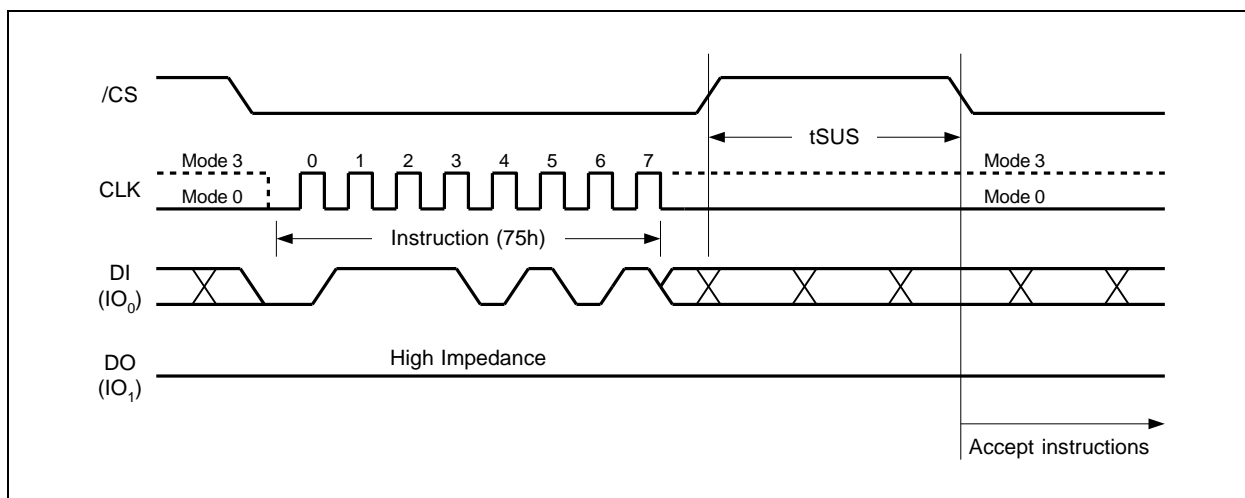 /CS
tSUS
Mode 3
0 1 2 3 4 5 6 7
Mode 3
CLK
Mode 0
Mode 0
Instruction (75h)
DI
(IO₀)
High Impedance
DO
(IO₁)
Accept instructions